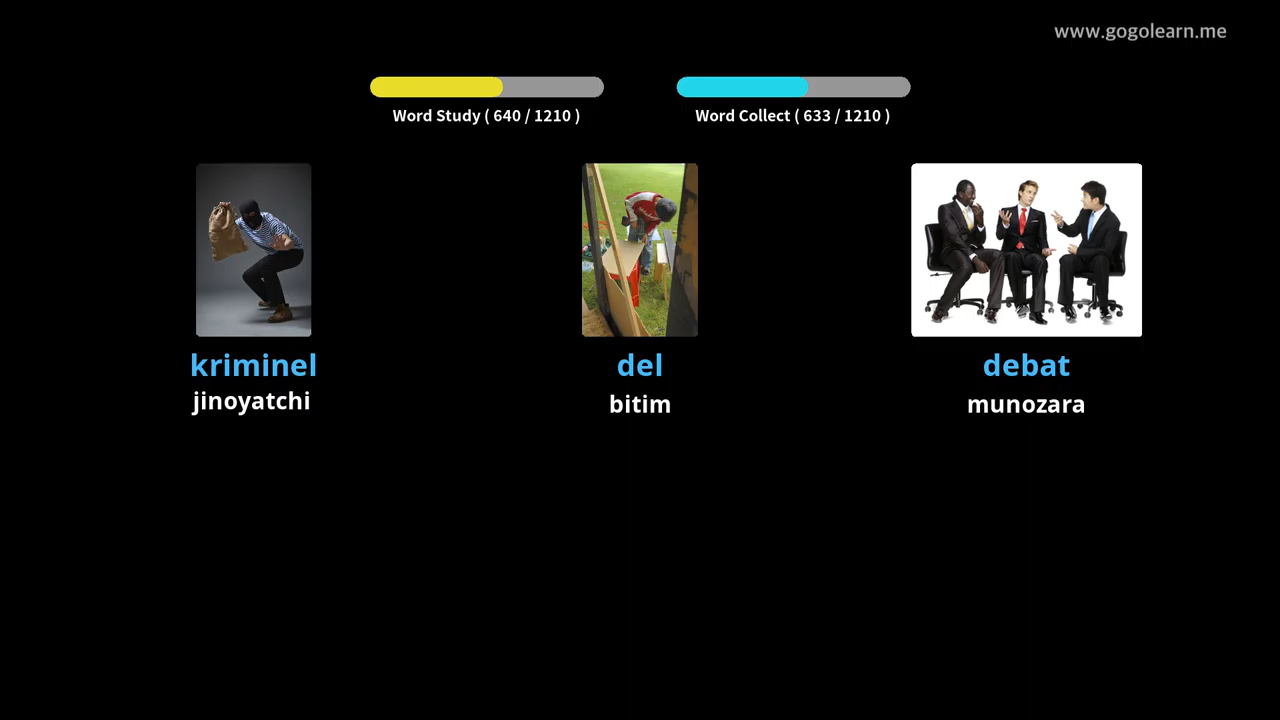 www.gogolearn.me
Word Study ( 640 / 1210 )
Word Collect ( 633 / 1210 )
kriminel
jinoyatchi
del
bitim
debat
munozara